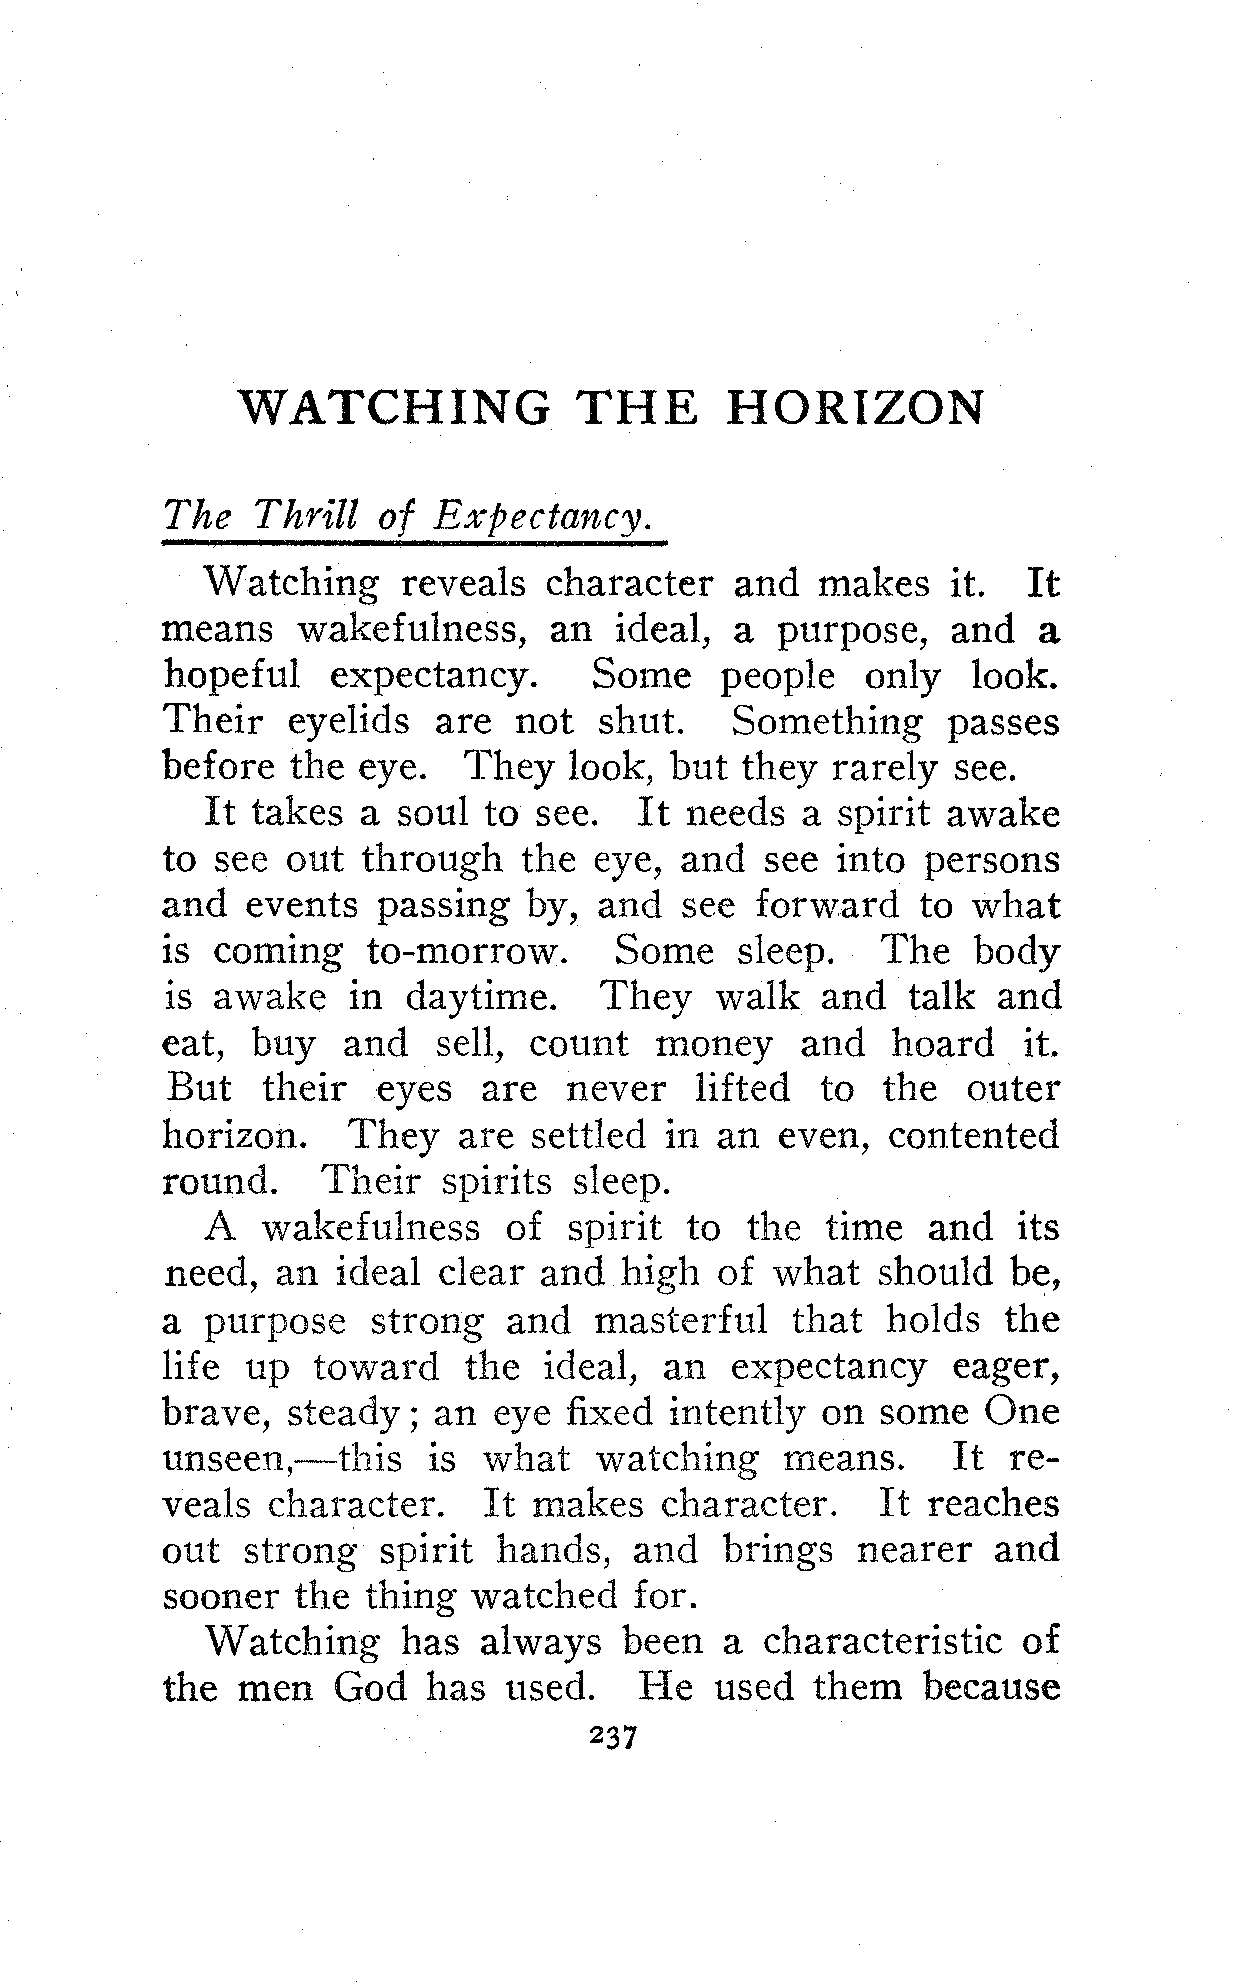 WATCHING THE HORIZON
The Thrill of Expectancy.
Watching reveals character and makes it. It
means wakefulness, an ideal, a purpose, and a
hopeful expectancy. Some people only look.
Their eyelids are not shut. Something passes
before the eye. They look, but they rarely see.
It takes a soul to see. It needs a spirit awake
to see out through the eye, and see into persons
and events passing by, and see forward to what
is coming to-morrow. Some sleep. The body
is awake in daytime. They walk and talk and
eat, buy and sell, count money and hoard it.
But their eyes are never lifted to the outer
horizon. They are settled in an even, contented
round. Their spirits sleep.
A wakefulness of spirit to the time and its
need, an ideal clear and high of what should be,
a purpose strong and masterful that holds the
life up toward the ideal, an expectancy eager,
brave, steady; an eye fixed intently on some One
unseen,—this is what watching means. It re-
veals character. It makes character. It reaches
out strong spirit hands, and brings nearer and
sooner the thing watched for.
Watching has always been a characteristic of
the men God has used. He used them because
237